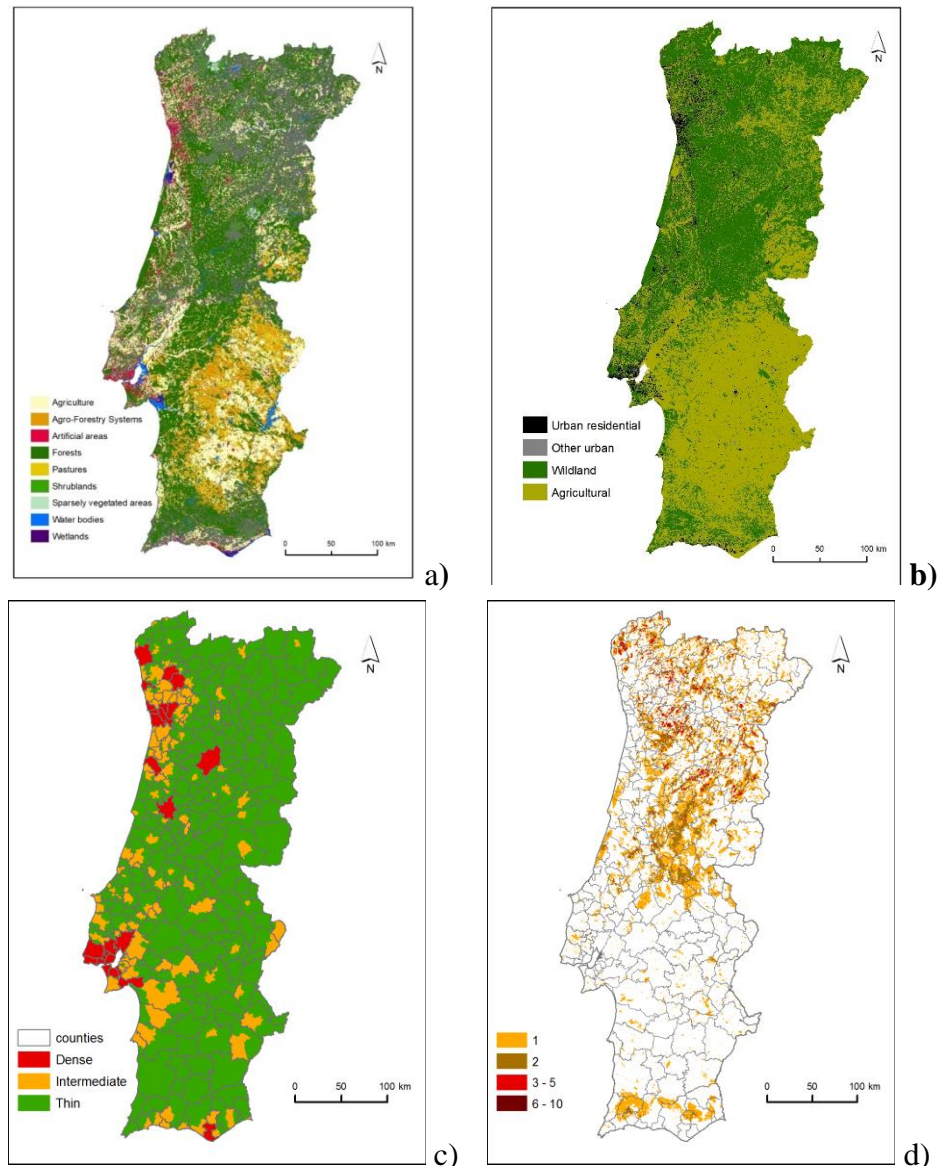 N
Agriculture
Agro-Forestry Systems
Artificial areas
Forests
Pastures
Shrublands
Sparsely vegetated areas
Water bodies
Wetlands
0 50 100 km
a)
N
Urban residential
Other urban
Wildland
Agricultural
0 50 100 km
b)
N
counties
Dense
Intermediate
Thin
0 50 100 km
c)
N
1
2
3 - 5
6 - 10
0 50 100 km
d)